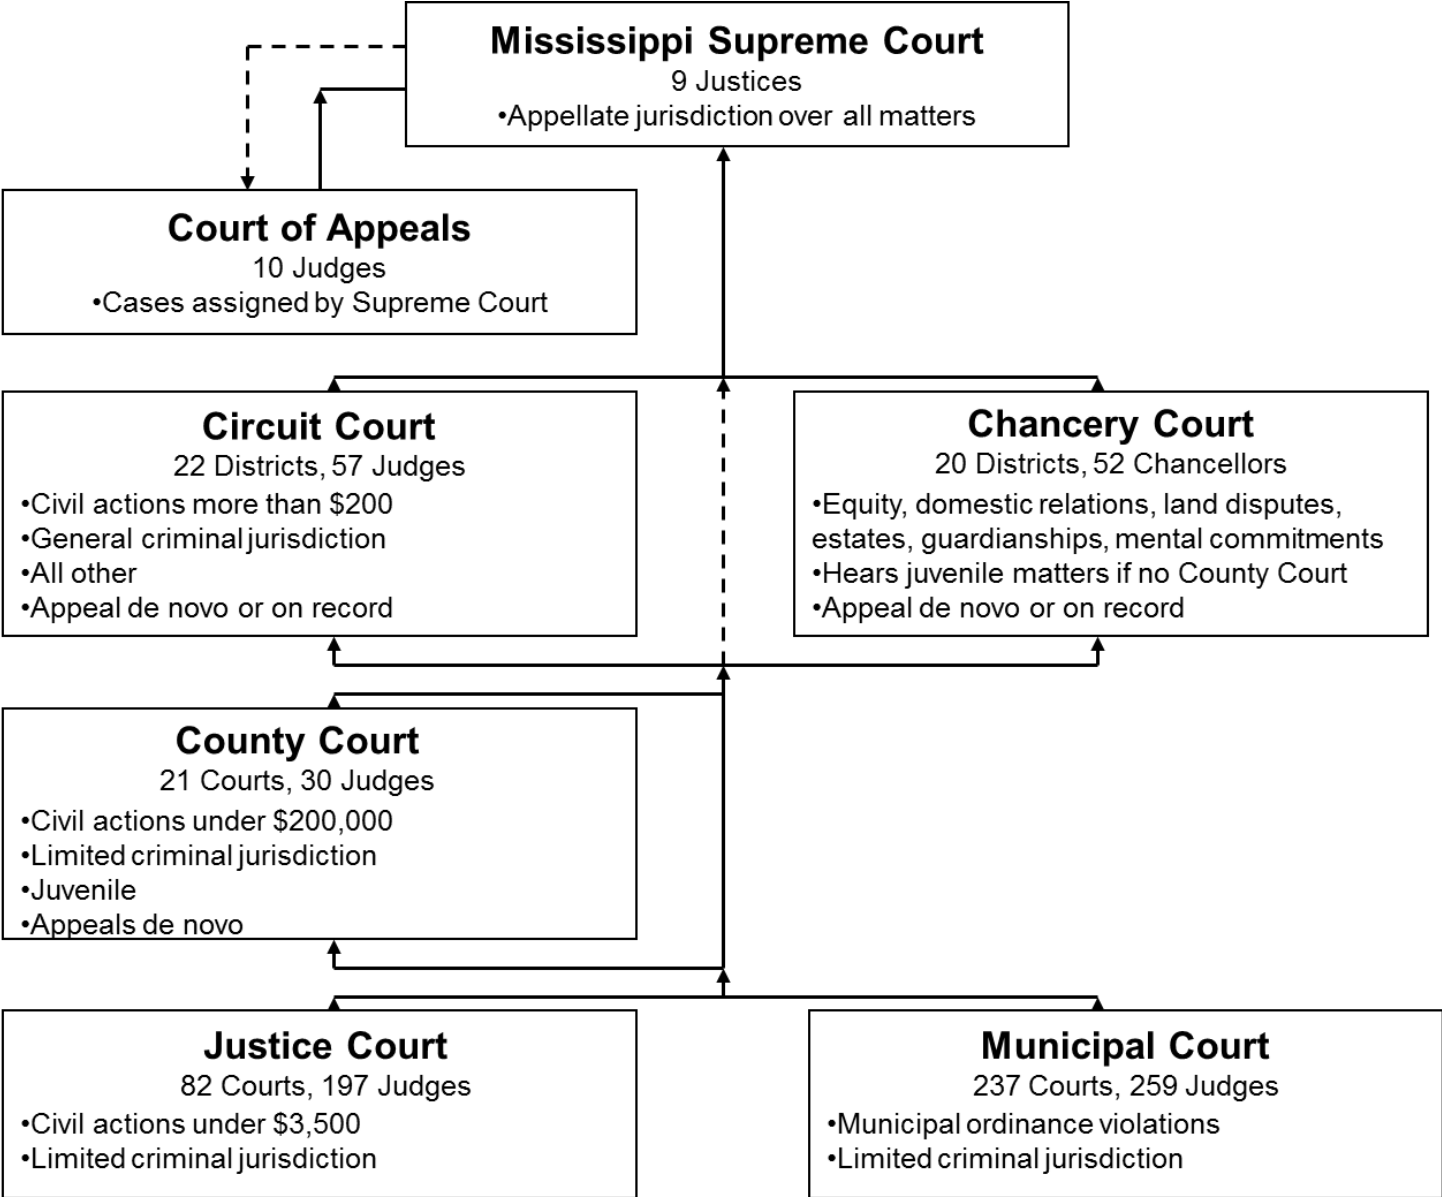 Mississippi Supreme Court
9 Justices
•Appellate jurisdiction over all matters
Court of Appeals
10 Judges
•Cases assigned by Supreme Court
Circuit Court
22 Districts, 57 Judges
•Civil actions more than $200
•General criminal jurisdiction
•All other
•Appeal de novo or on record
Chancery Court
20 Districts, 52 Chancellors
•Equity, domestic relations, land disputes,
estates, guardianships, mental commitments
•Hears juvenile matters if no County Court
•Appeal de novo or on record
County Court
21 Courts, 30 Judges
•Civil actions under $200,000
•Limited criminal jurisdiction
•Juvenile
•Appeals de novo
Justice Court
82 Courts, 197 Judges
•Civil actions under $3,500
•Limited criminal jurisdiction
Municipal Court
237 Courts, 259 Judges
•Municipal ordinance violations
•Limited criminal jurisdiction